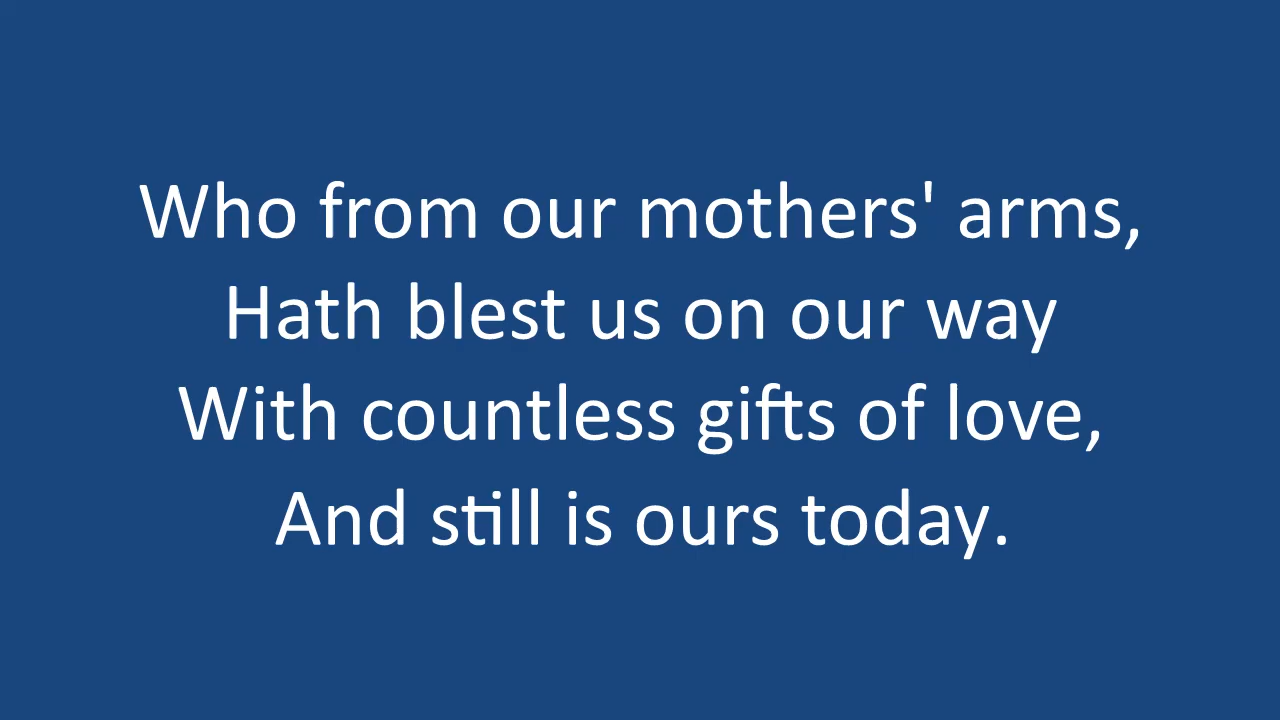 Who from our mothers' arms,
Hath blest us on our way
With countless gifts of love,
And still is ours today.